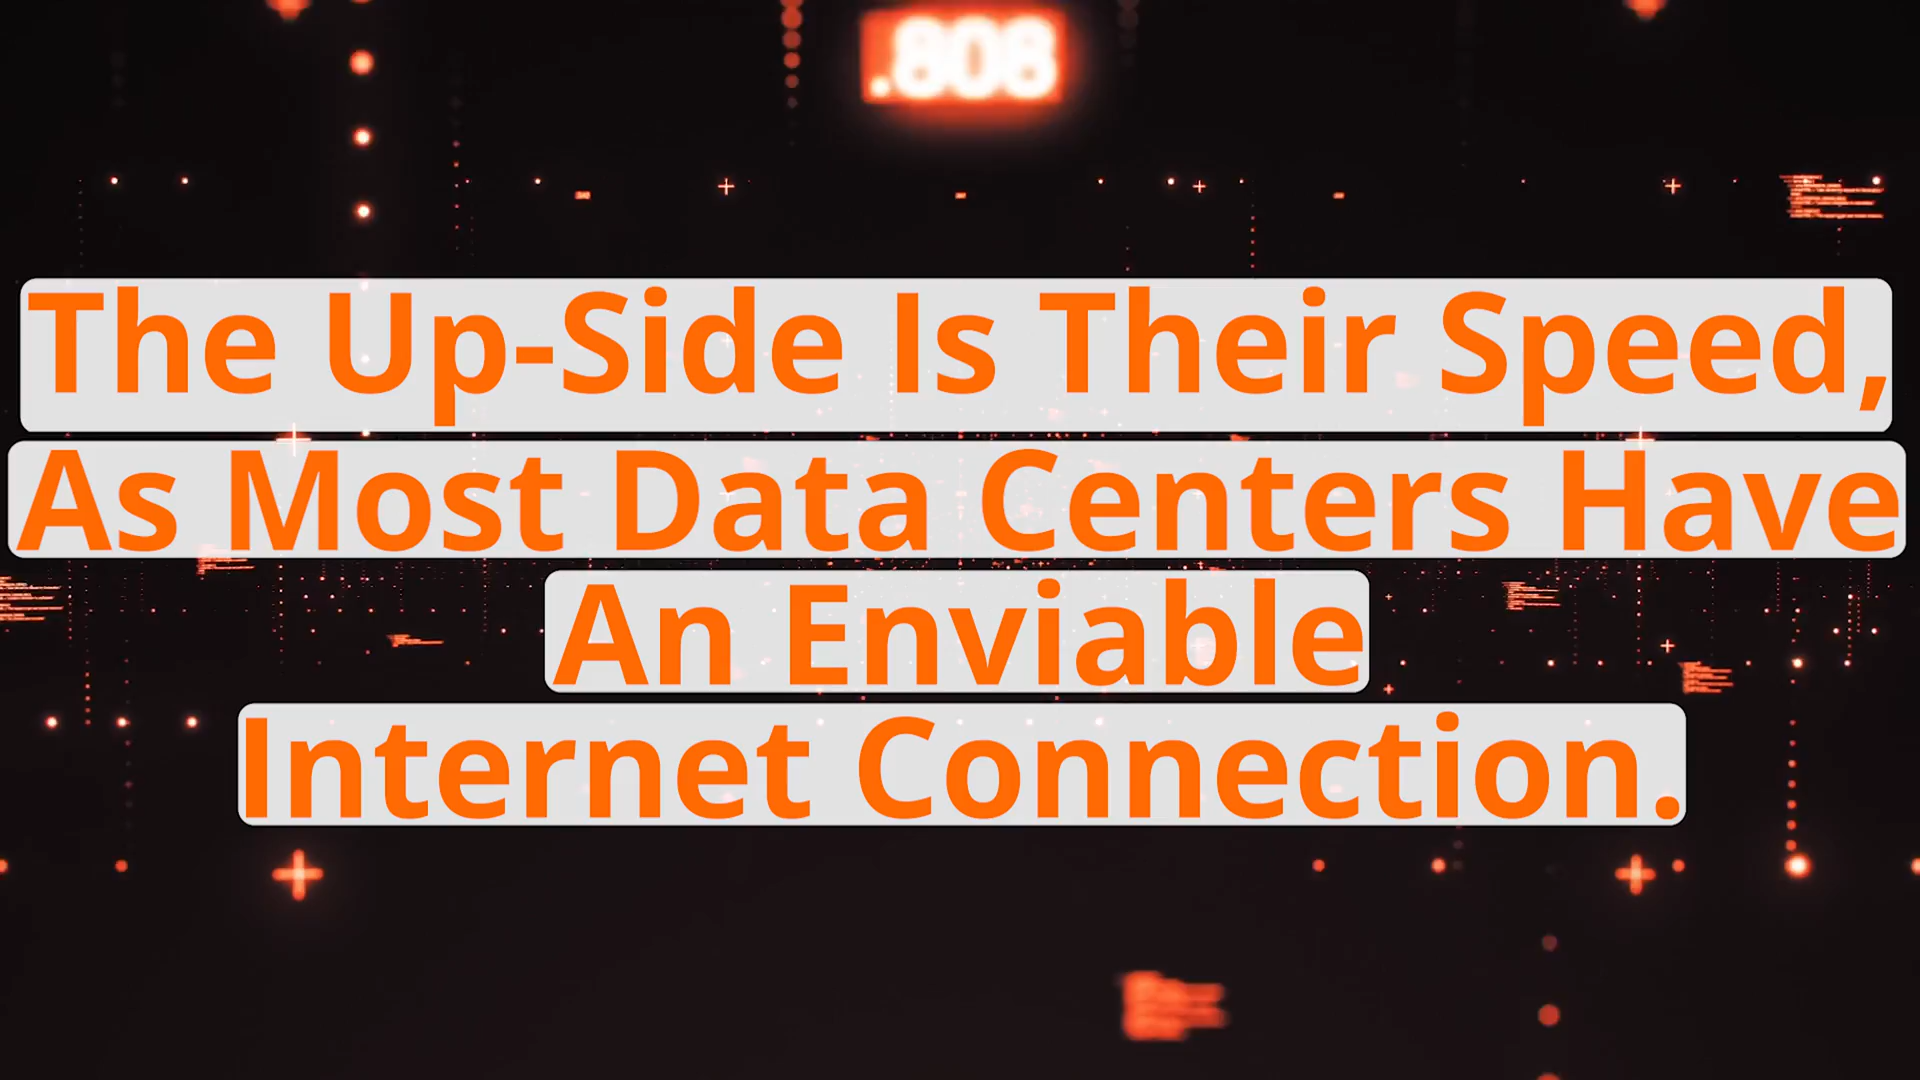 .808
The Up-Side Is Their Speed,
As Most Data Centers Have
An Enviable
Internet Connection.